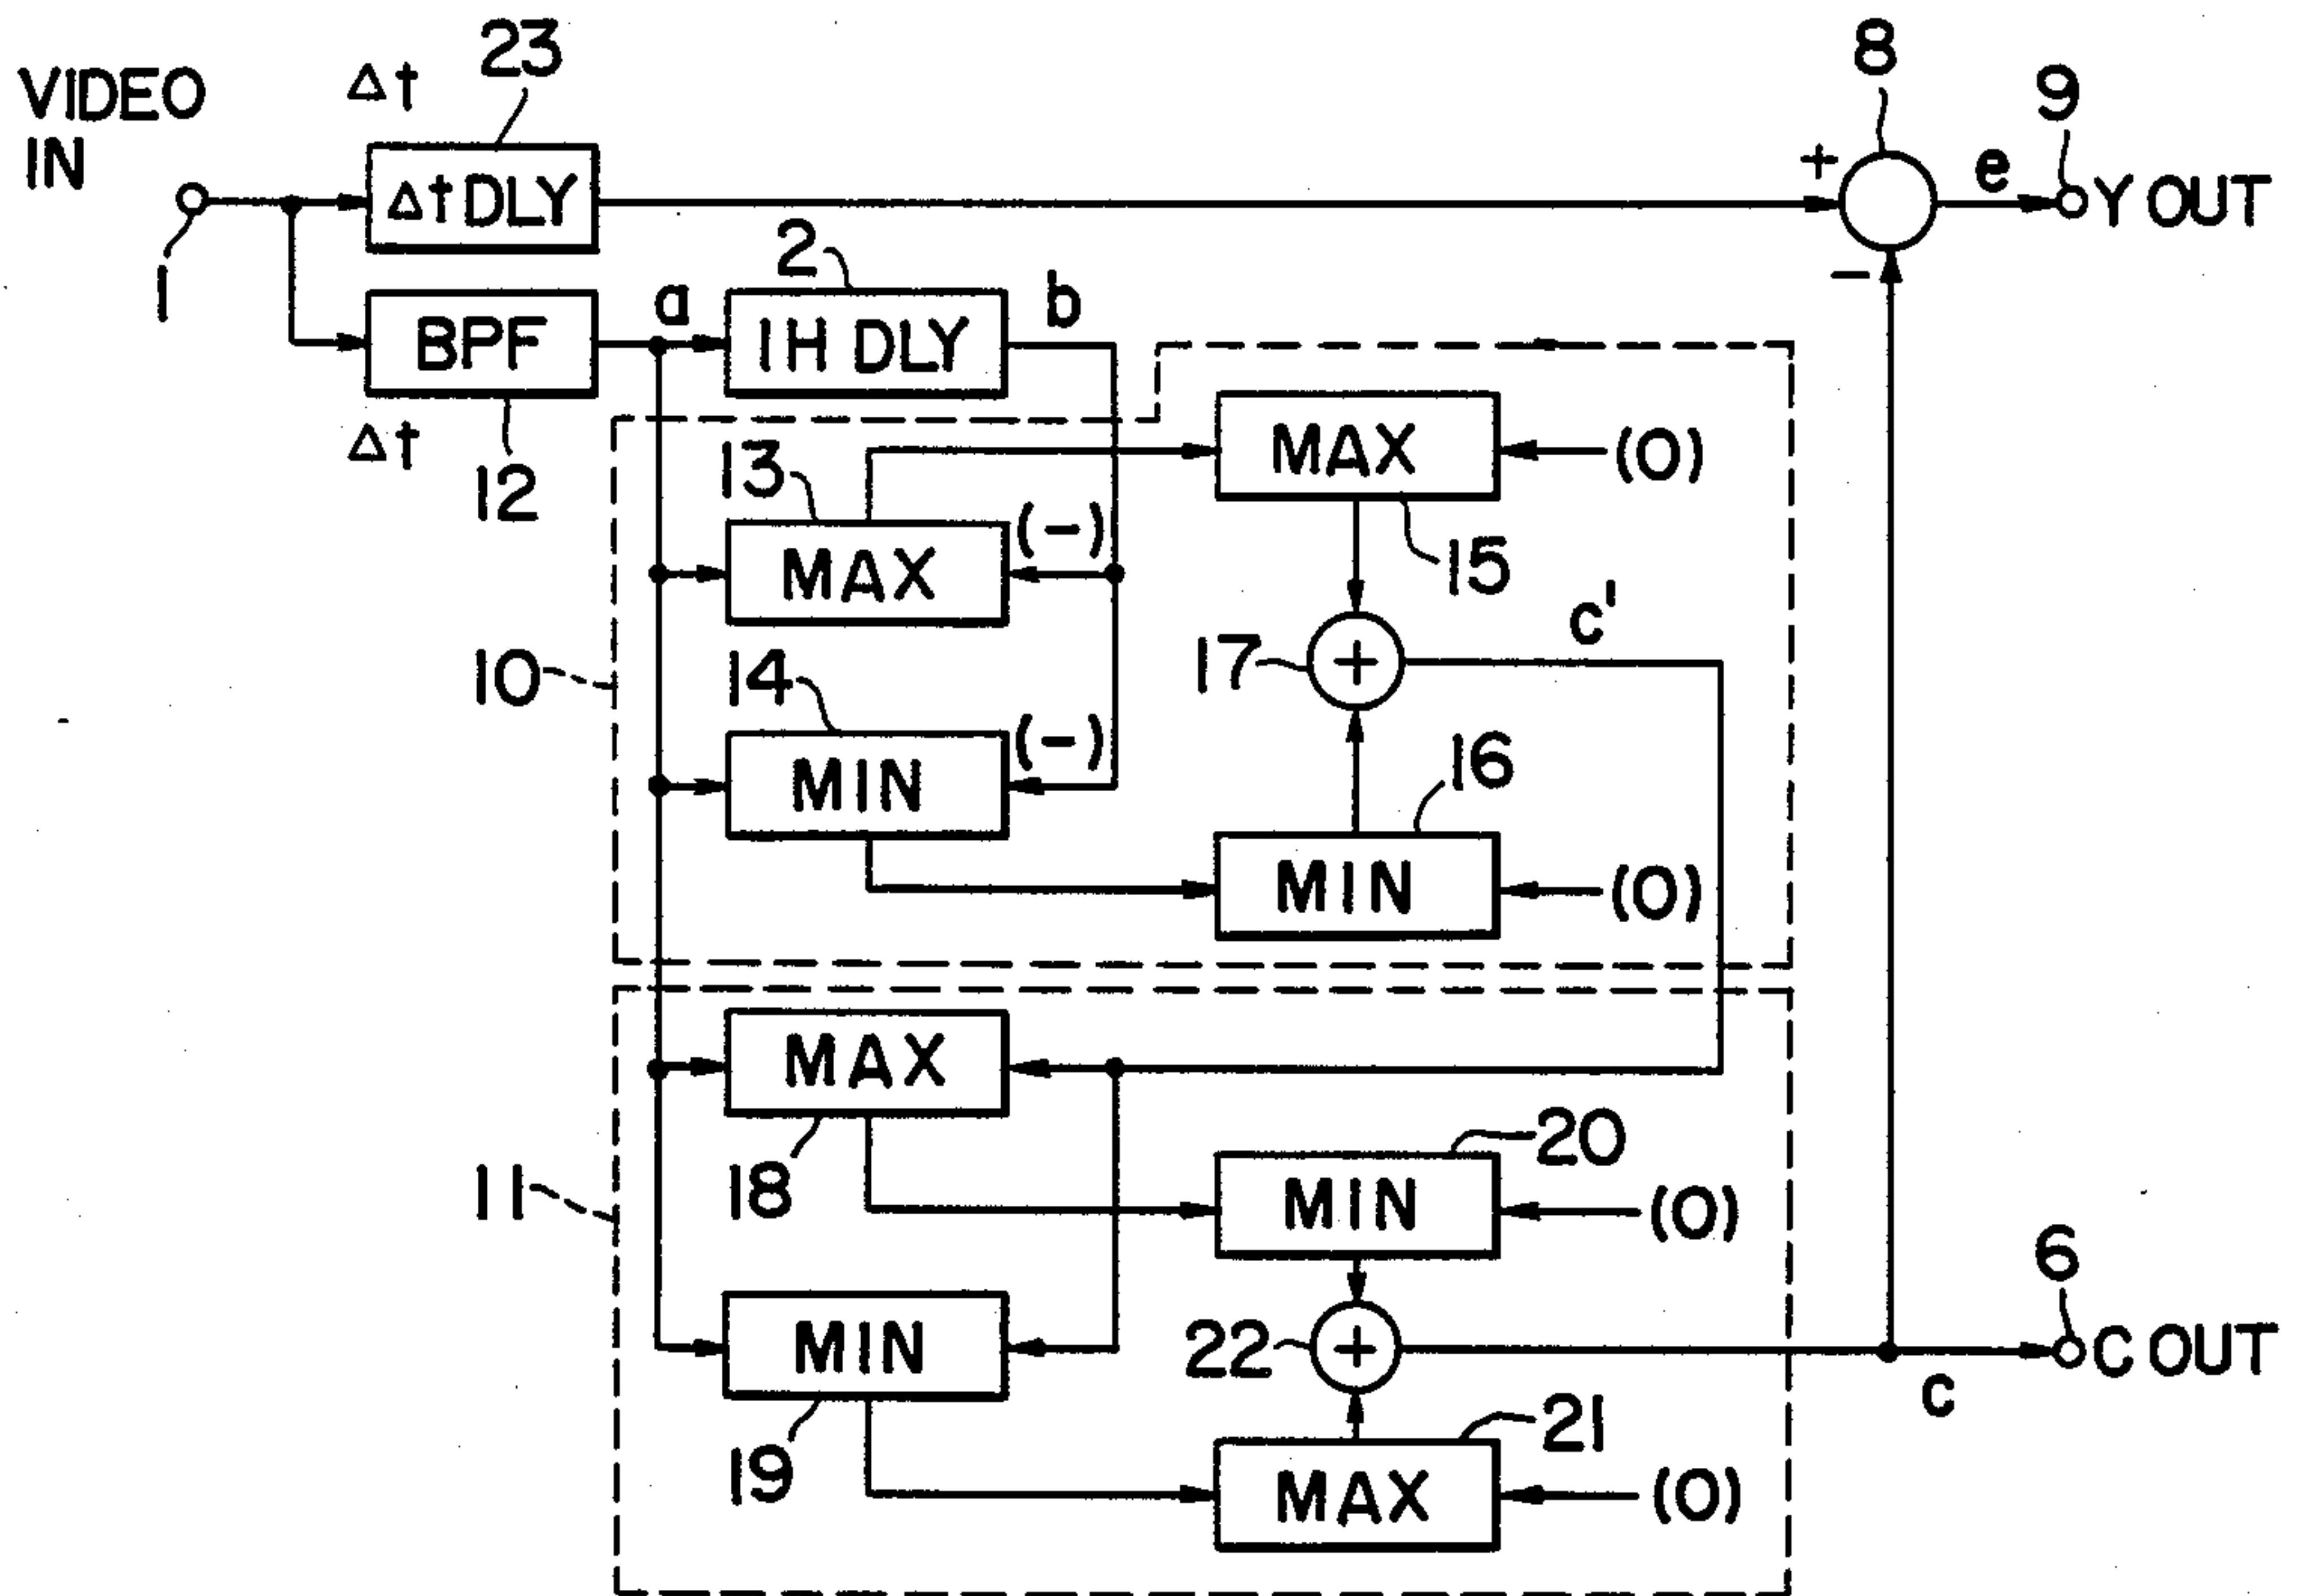 VIDEO
IN
Δt
23
8
9
ΔtDLY
+
e
Y OUT
1
2
−
BPF
a
1H DLY
b
Δt
12
13
MAX
(0)
(−)
MAX
15
c'
10
14
17
+
(−)
MIN
16
MIN
(0)
MAX
11
18
20
MIN
(0)
6
MIN
22
+
C OUT
c
19
21
MAX
(0)